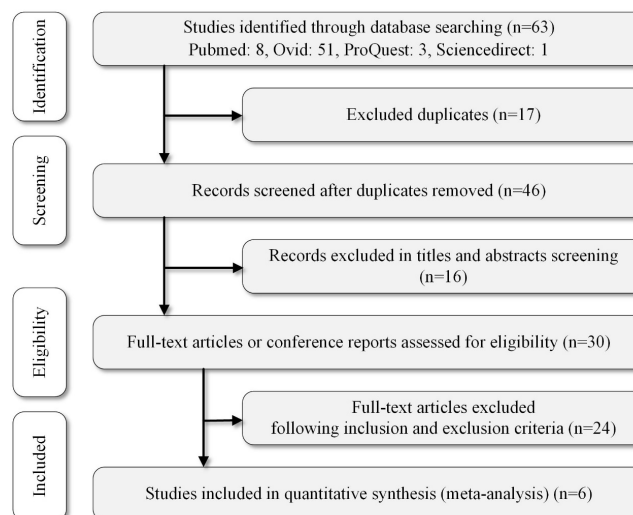 Identification
Studies identified through database searching (n=63)
Pubmed: 8, Ovid: 51, ProQuest: 3, Sciencedirect: 1
Excluded duplicates (n=17)
Screening
Records screened after duplicates removed (n=46)
Records excluded in titles and abstracts screening
(n=16)
Eligibility
Full-text articles or conference reports assessed for eligibility (n=30)
Full-text articles excluded
following inclusion and exclusion criteria (n=24)
Included
Studies included in quantitative synthesis (meta-analysis) (n=6)